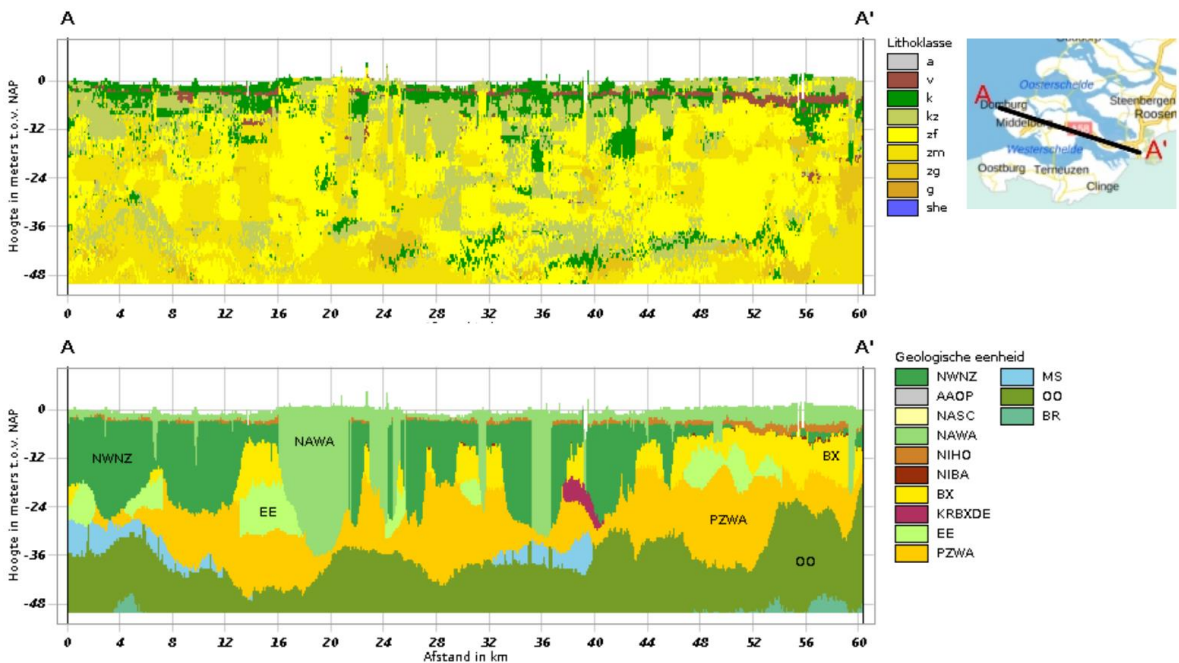 A A'
Hoogte in meters t.o.v. NAP
0
-12
-24
-36
-48
0 4 8 12 16 20 24 28 32 36 40 44 48 52 56 60
Lithoklasse
a
v
k
kz
zf
zm
zg
g
she
Oosterschelde
A
Domburg
Steenbergen
Roosen
Middelb
A'
Westerschelde
Oostburg Terneuzen
Clinge
A A'
Hoogte in meters t.o.v. NAP
0
-12
-24
-36
-48
NWNZ
NAWA
BX
EE
PZWA
OO
0 4 8 12 16 20 24 28 32 36 40 44 48 52 56 60
Afstand in km
Geologische eenheid
NWNZ MS
AAOP OO
NASC BR
NAWA
NIHO
NIBA
BX
KRBXDE
EE
PZWA